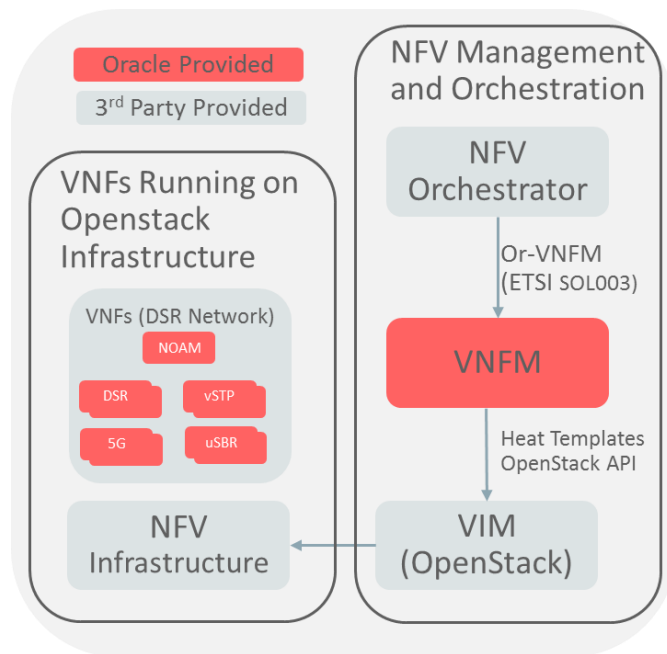 Oracle Provided
3rd Party Provided
VNFs Running on
Openstack
Infrastructure
VNFs (DSR Network)
NOAM
DSR
vSTP
5G
uSBR
NFV
Infrastructure
NFV Management
and Orchestration
NFV
Orchestrator
Or-VNFM
(ETSI SOL003)
VNFM
Heat Templates
OpenStack API
VIM
(OpenStack)